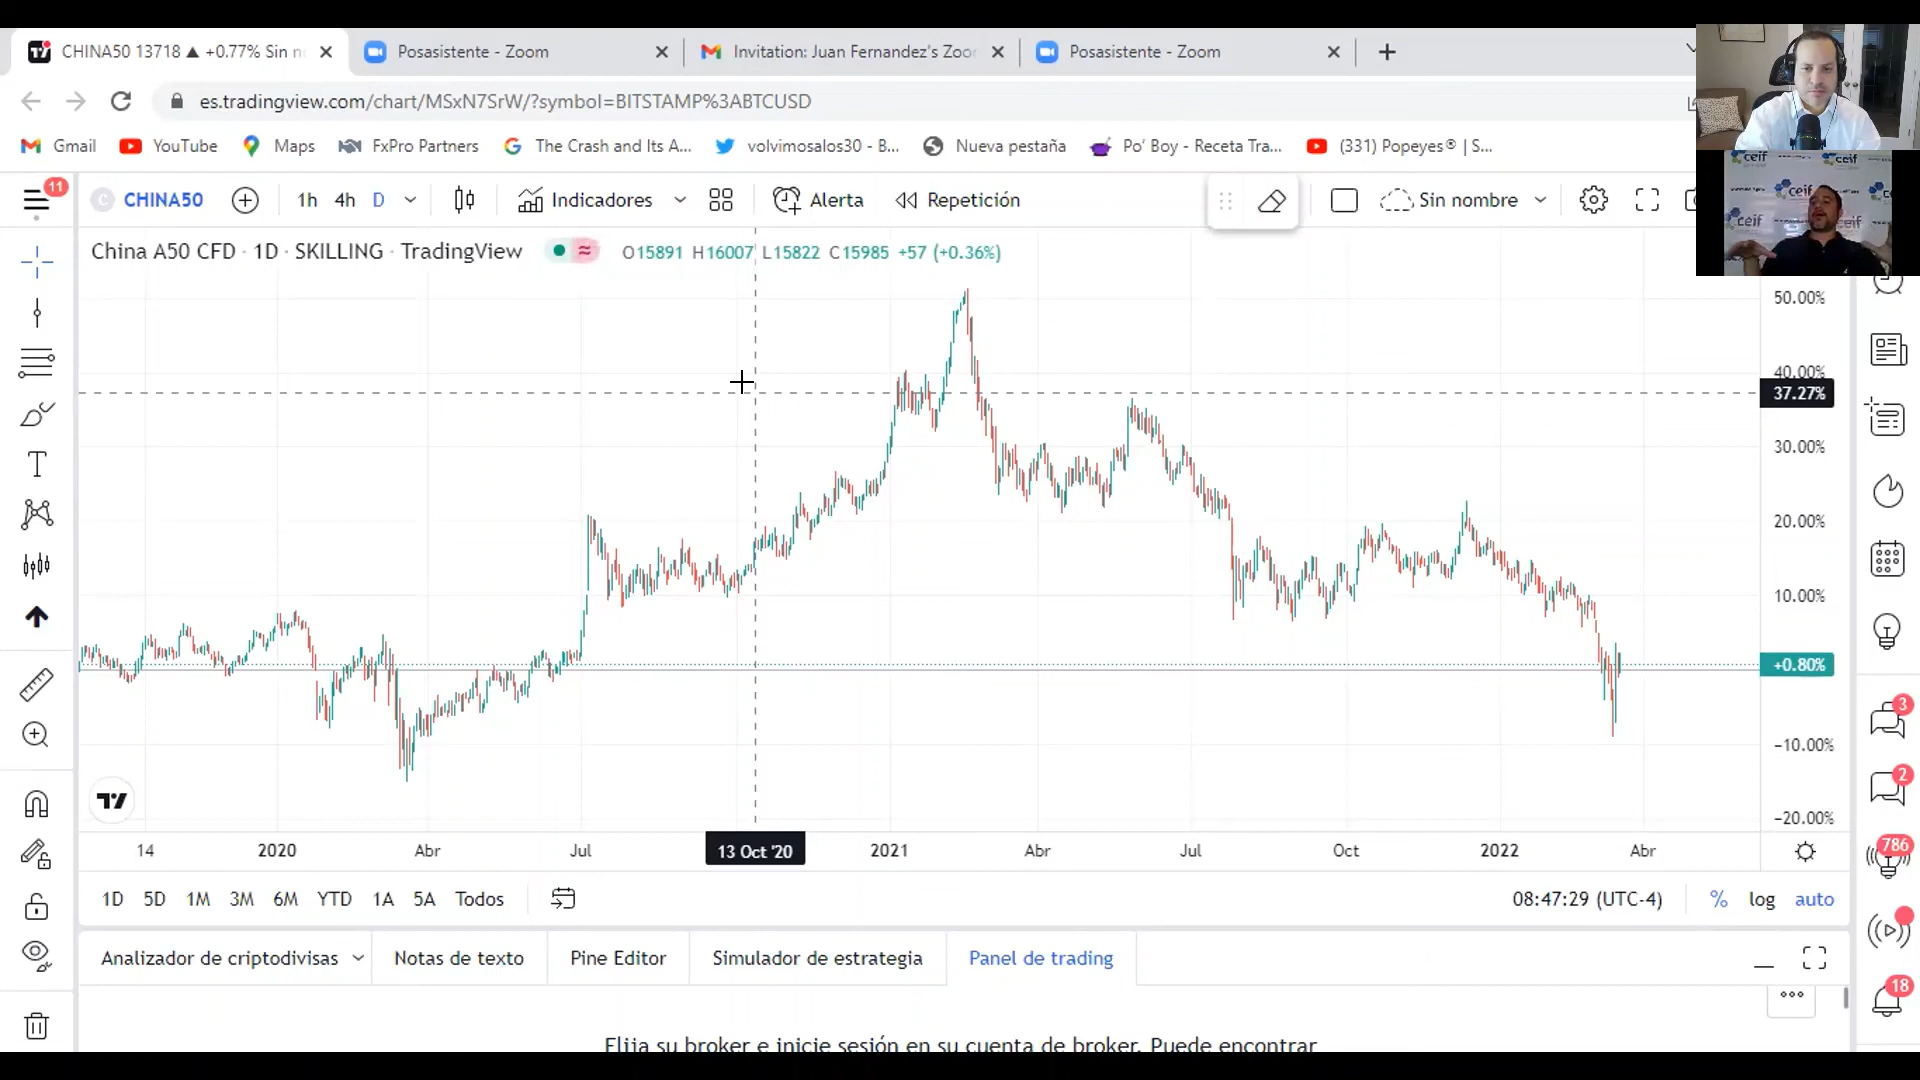 CHINA50 13718 ▲ +0.77% Sin n
Posasistente - Zoom
Invitation: Juan Fernandez's Zoo
Posasistente - Zoom
es.tradingview.com/chart/MSxN7SrW/?symbol=BITSTAMP%3ABTCUSD
Gmail
YouTube
Maps
FxPro Partners
The Crash and Its A...
volvimosalos30 - B...
Nueva pestaña
Po' Boy - Receta Tra...
(331) Popeyes® | S...
11
CHINA50
1h 4h D
Indicadores
Alerta
Repetición
Sin nombre
ceif
ceif
ceif
ceif
ceif
China A50 CFD · 1D · SKILLING · TradingView
O15891 H16007 L15822 C15985 +57 (+0.36%)
50.00%
40.00%
37.27%
30.00%
20.00%
10.00%
+0.80%
−10.00%
−20.00%
14
2020
Abr
Jul
13 Oct '20
2021
Abr
Jul
Oct
2022
Abr
3
2
786
18
1D 5D 1M 3M 6M YTD 1A 5A Todos
08:47:29 (UTC-4)
% log auto
Analizador de criptodivisas
Notas de texto
Pine Editor
Simulador de estrategia
Panel de trading
Elija su broker e inicie sesión en su cuenta de broker. Puede encontrar